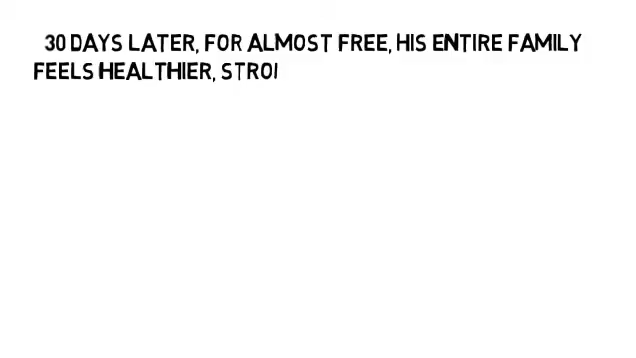 30 DAYS LATER, FOR ALMOST FREE, HIS ENTIRE FAMILY
FEELS HEALTHIER,